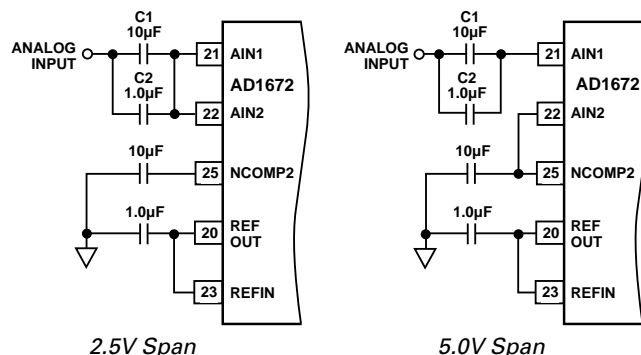 C1
10µF
ANALOG
INPUT
21
AIN1
C2
1.0µF
AD1672
22
AIN2
10µF
25
NCOMP2
1.0µF
20
REF
OUT
23
REFIN
2.5V Span
C1
10µF
ANALOG
INPUT
21
AIN1
C2
1.0µF
AD1672
22
AIN2
10µF
25
NCOMP2
1.0µF
20
REF
OUT
23
REFIN
5.0V Span